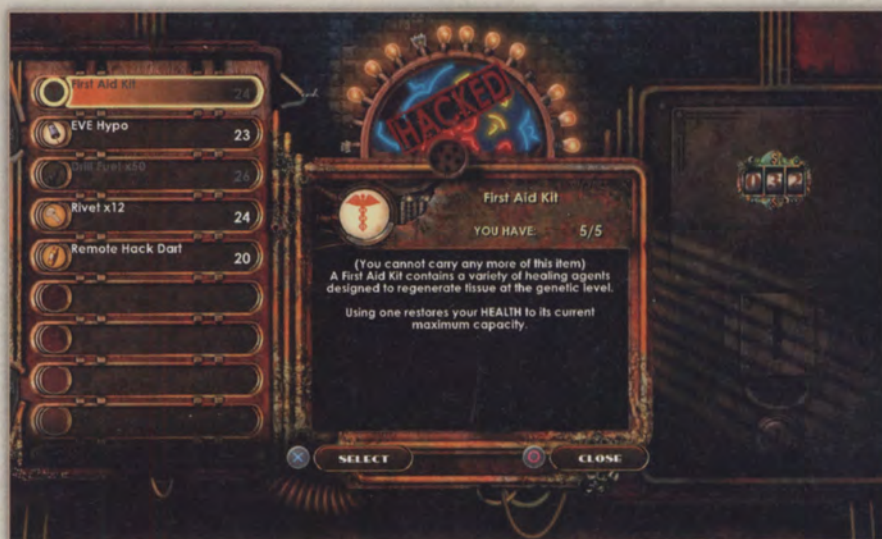 First Aid Kit 24
EVE Hypo 23
Drill Fuel x50 26
Rivet x12 24
Remote Hack Dart 20
HACKED
First Aid Kit
YOU HAVE: 5/5
(You cannot carry any more of this item)
A First Aid Kit contains a variety of healing agents
designed to regenerate tissue at the genetic level.
Using one restores your HEALTH to its current
maximum capacity.
SELECT
CLOSE
032